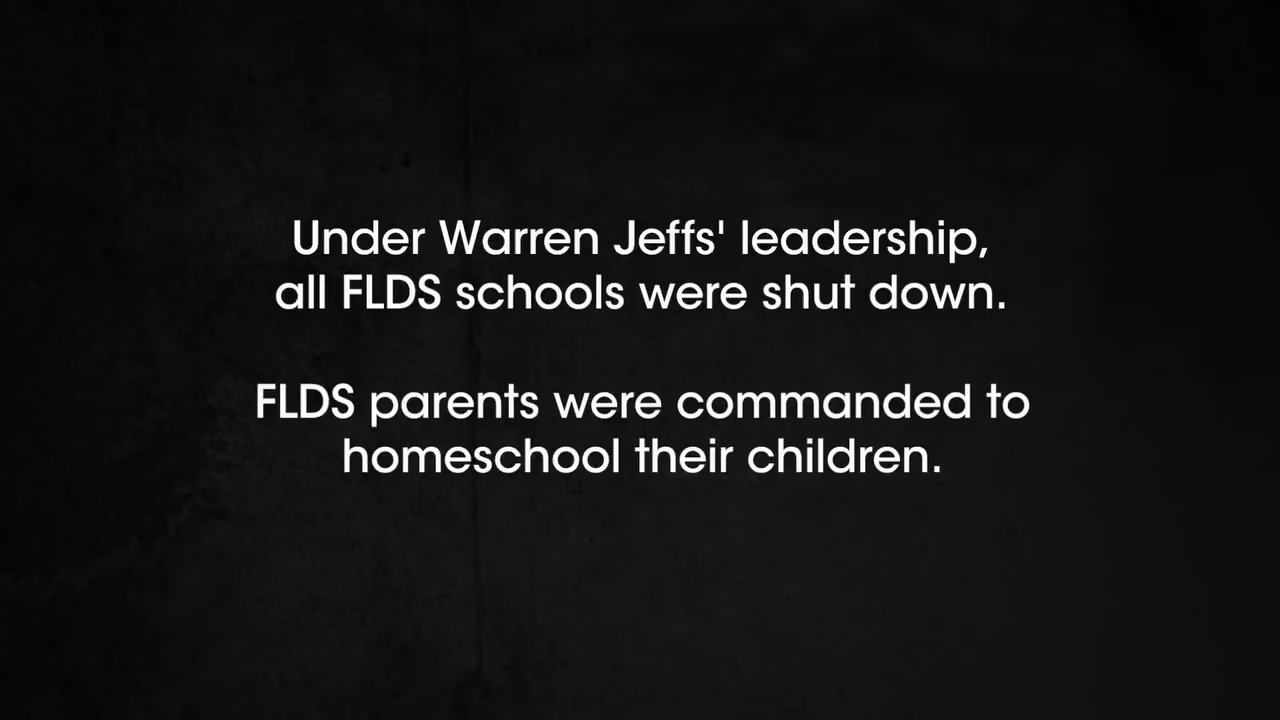 Under Warren Jeffs' leadership,
all FLDS schools were shut down.
FLDS parents were commanded to
homeschool their children.